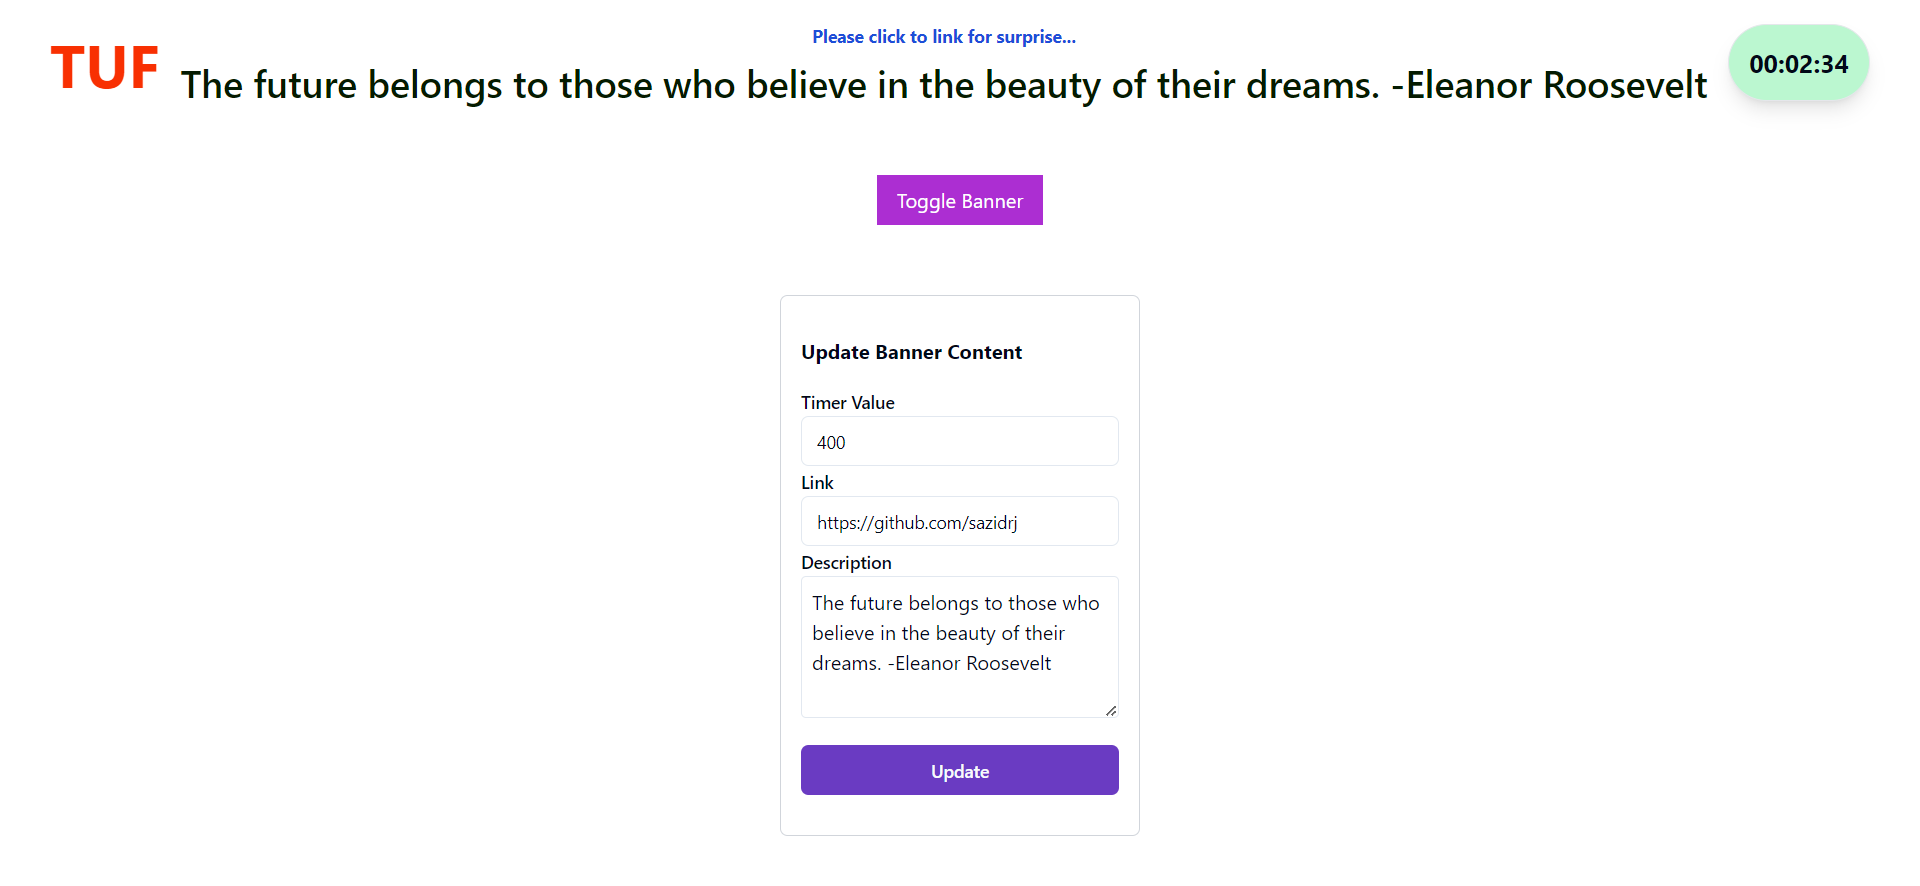 TUF
Please click to link for surprise...
The future belongs to those who believe in the beauty of their dreams. -Eleanor Roosevelt
00:02:34
Toggle Banner
Update Banner Content
Timer Value
400
Link
https://github.com/sazidrj
Description
The future belongs to those who
believe in the beauty of their
dreams. -Eleanor Roosevelt
Update